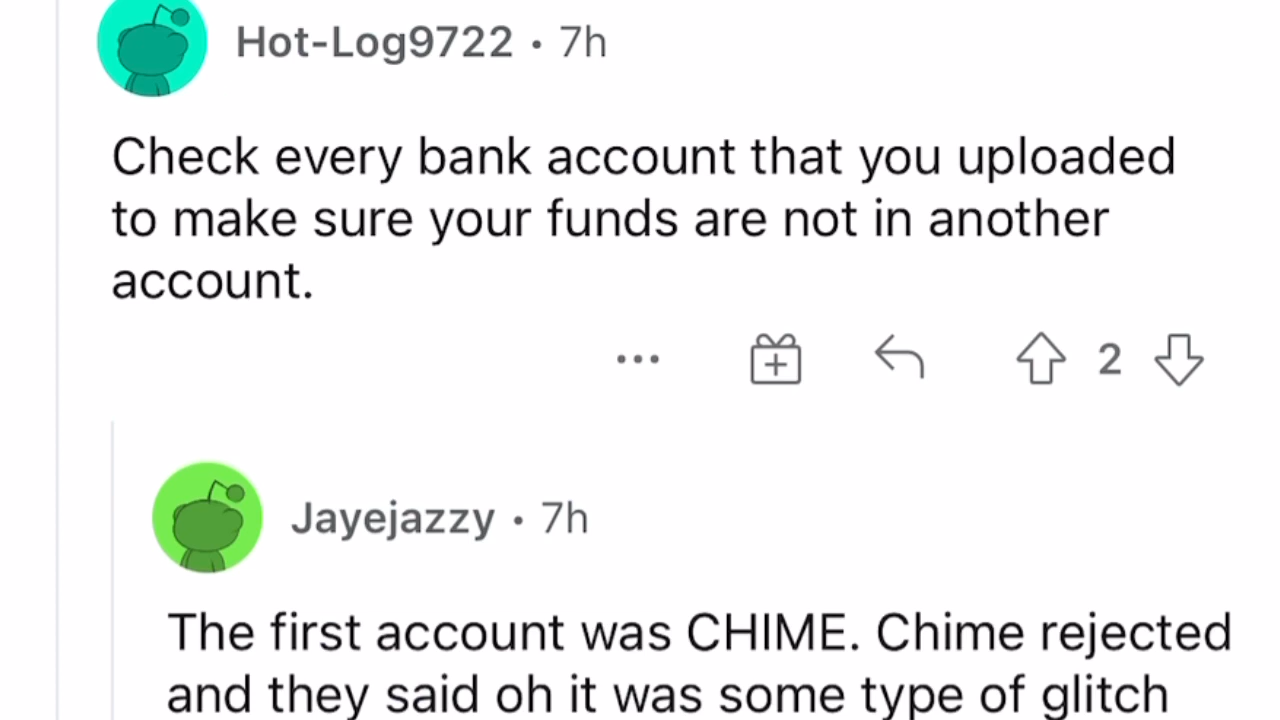 Hot-Log9722 • 7h
Check every bank account that you uploaded
to make sure your funds are not in another
account.
2
Jayejazzy • 7h
The first account was CHIME. Chime rejected
and they said oh it was some type of glitch